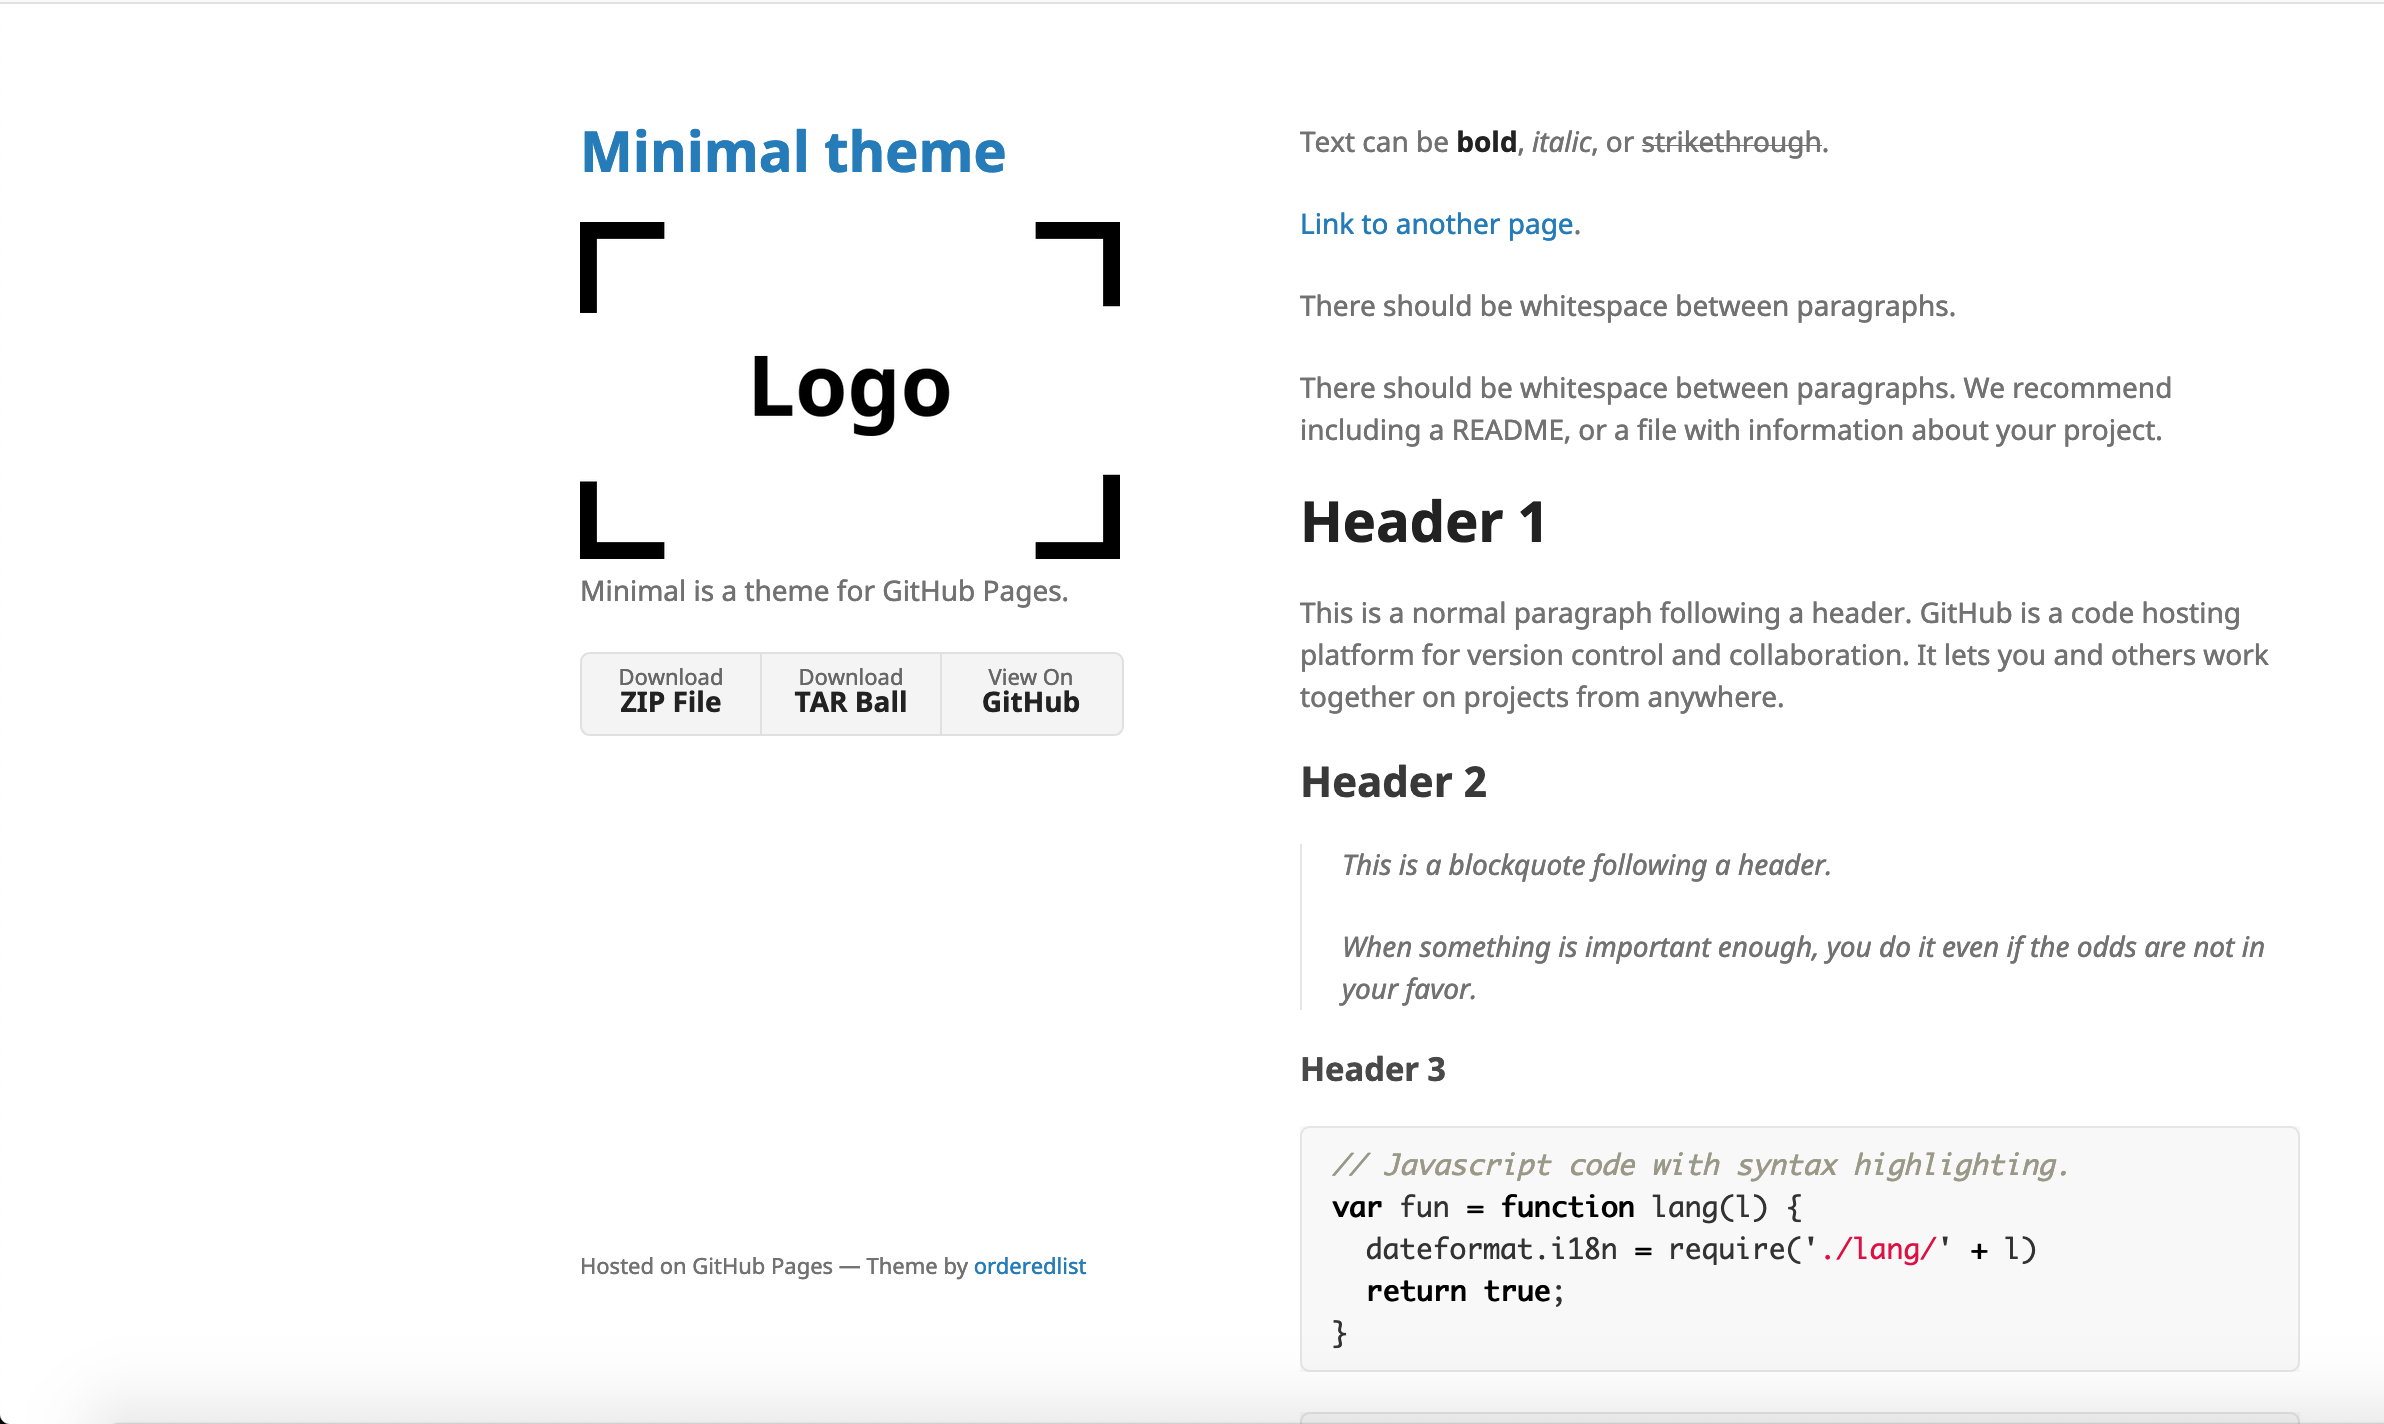 Minimal theme
Logo
Minimal is a theme for GitHub Pages.
Download
ZIP File
Download
TAR Ball
View On
GitHub
Hosted on GitHub Pages — Theme by orderedlist
Text can be bold, italic, or strikethrough.
Link to another page.
There should be whitespace between paragraphs.
There should be whitespace between paragraphs. We recommend
including a README, or a file with information about your project.
Header 1
This is a normal paragraph following a header. GitHub is a code hosting
platform for version control and collaboration. It lets you and others work
together on projects from anywhere.
Header 2
This is a blockquote following a header.
When something is important enough, you do it even if the odds are not in
your favor.
Header 3
// Javascript code with syntax highlighting.
var fun = function lang(l) {
  dateformat.i18n = require('./lang/' + l)
  return true;
}